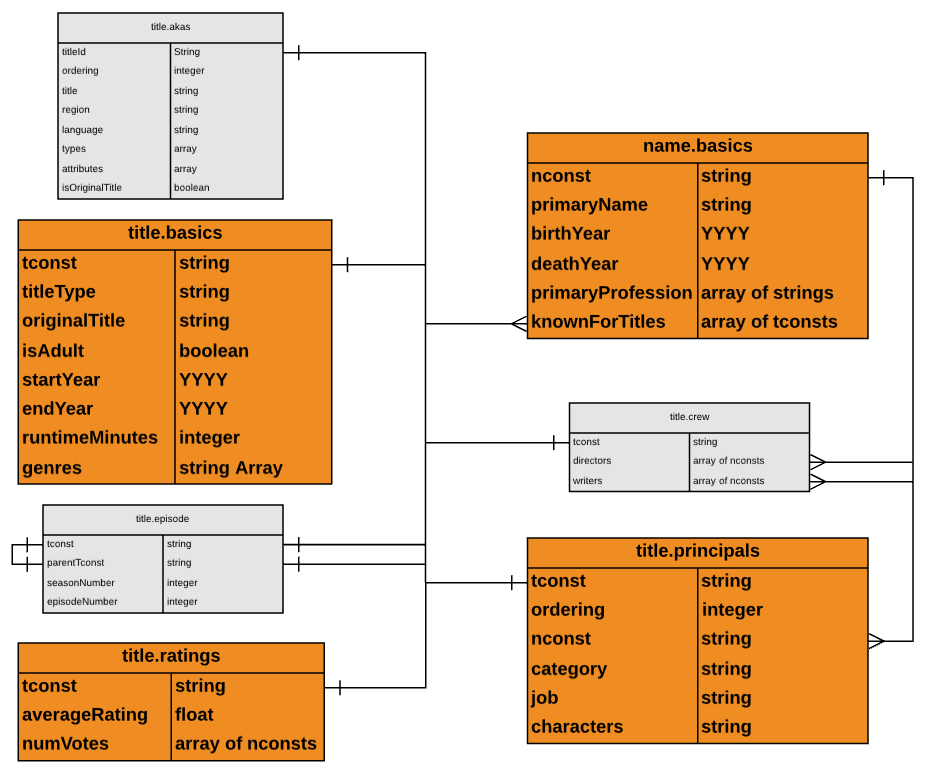 title.akas
titleId String
ordering integer
title string
region string
language string
types array
attributes array
isOriginalTitle boolean
title.basics
tconst string
titleType string
originalTitle string
isAdult boolean
startYear YYYY
endYear YYYY
runtimeMinutes integer
genres string Array
title.episode
tconst string
parentTconst string
seasonNumber integer
episodeNumber integer
title.ratings
tconst string
averageRating float
numVotes array of nconsts
name.basics
nconst string
primaryName string
birthYear YYYY
deathYear YYYY
primaryProfession array of strings
knownForTitles array of tconsts
title.crew
tconst string
directors array of nconsts
writers array of nconsts
title.principals
tconst string
ordering integer
nconst string
category string
job string
characters string